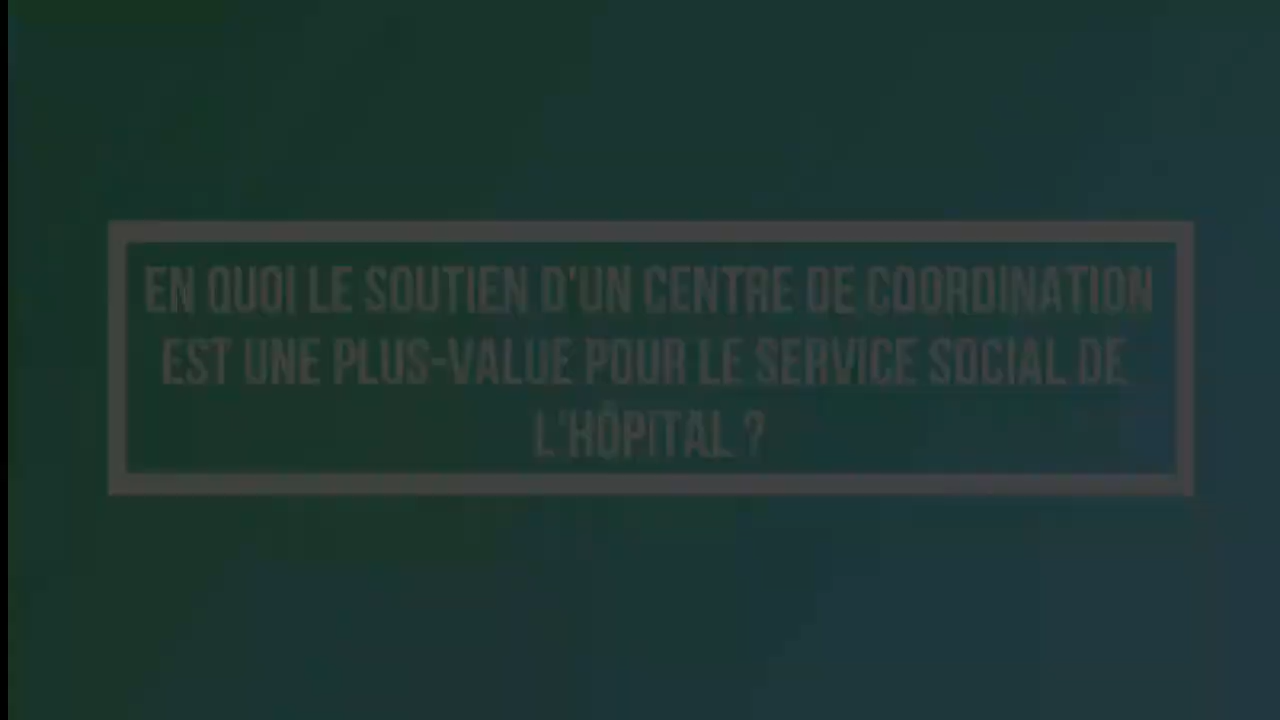 EN QUOI LE SOUTIEN D'UN CENTRE DE COORDINATION
EST UNE PLUS-VALUE POUR LE SERVICE SOCIAL DE
L'HÔPITAL ?